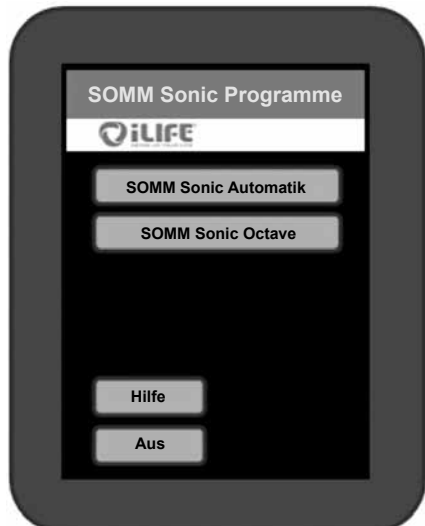 SOMM Sonic Programme
iLIFE
SOMM Sonic Automatik
SOMM Sonic Octave
Hilfe
Aus